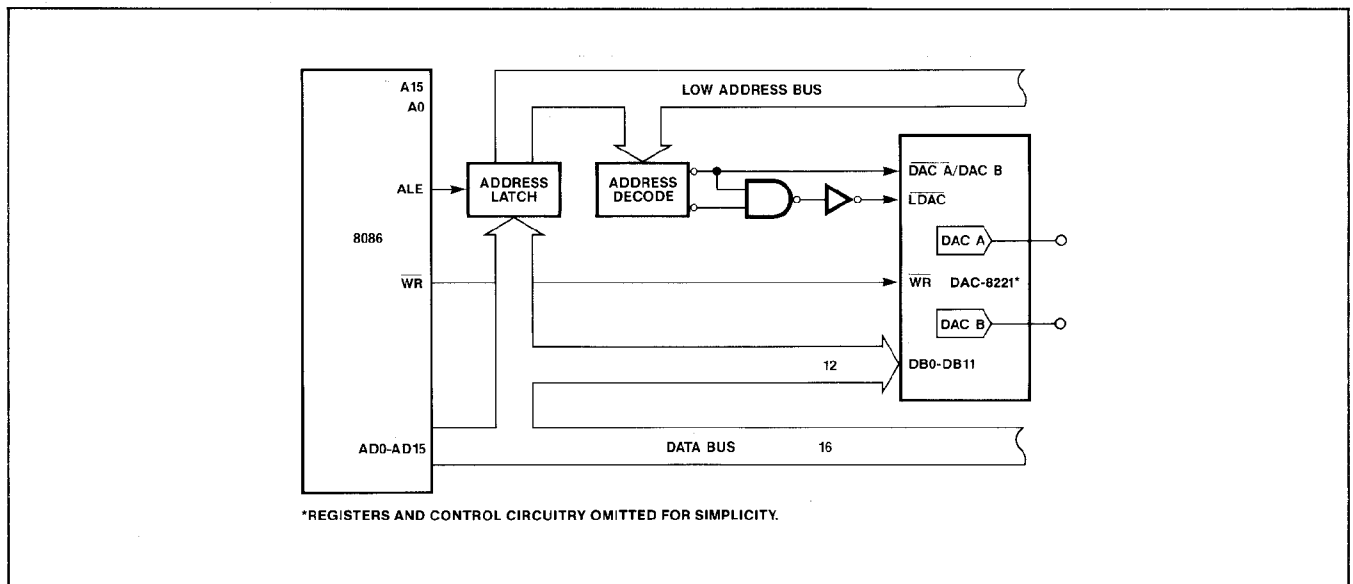 A15
A0
LOW ADDRESS BUS
ALE
ADDRESS
LATCH
ADDRESS
DECODE
DAC A/DAC B
LDAC
DAC A
8086
WR
WR DAC-8221*
DAC B
12
DB0-DB11
AD0-AD15
DATA BUS 16
*REGISTERS AND CONTROL CIRCUITRY OMITTED FOR SIMPLICITY.